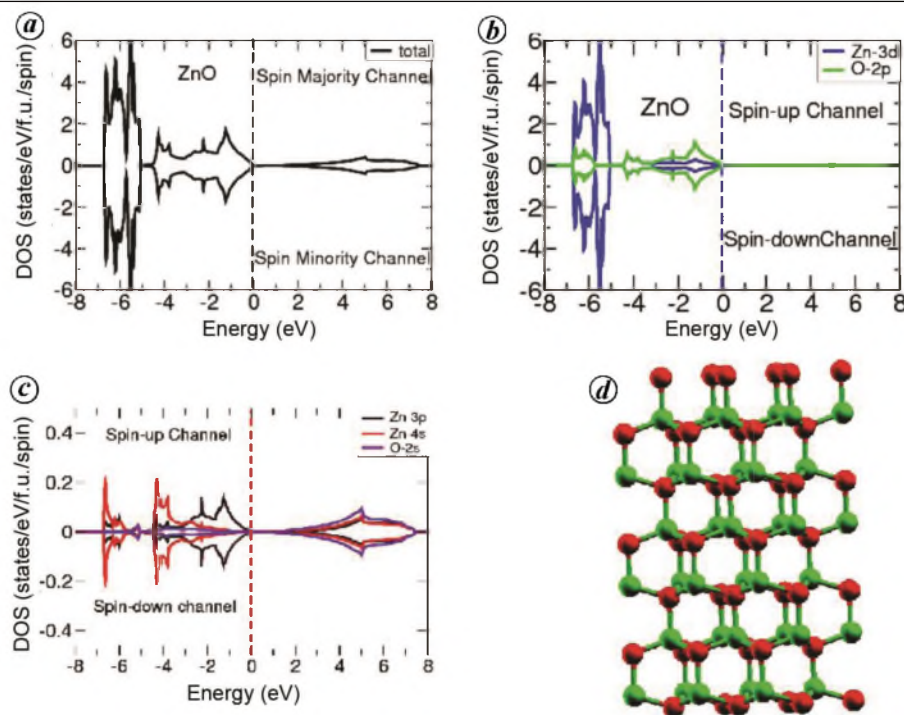 a
b
6
4
2
0
-2
-4
-6
DOS (states/eV/f.u./spin)
ZnO
total
Spin Majority Channel
Spin Minority Channel
-8 -6 -4 -2 0 2 4 6 8
Energy (eV)
6
4
2
0
-2
-4
-6
DOS (states/eV/f.u./spin)
Zn-3d
O-2p
ZnO
Spin-up Channel
Spin-downChannel
-8 -6 -4 -2 0 2 4 6 8
Energy (eV)
c
d
0.4
0.2
0
-0.2
-0.4
DOS (states/eV/f.u./spin)
Spin-up Channel
Zn 3p
Zn 4s
O-2s
Spin-down channel
-8 -6 -4 -2 0 2 4 6 8
Energy (eV)